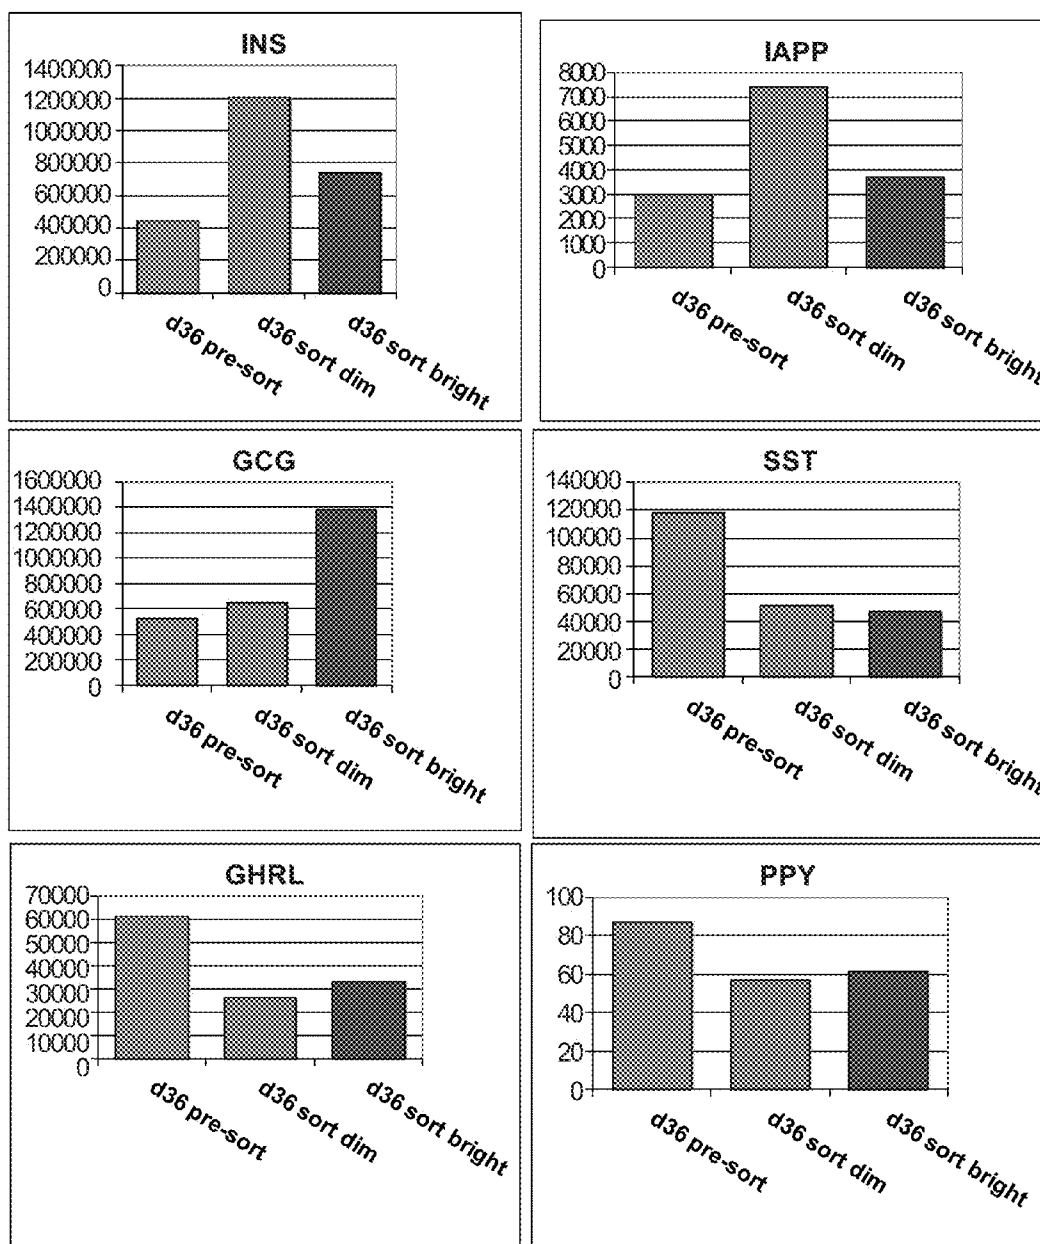 INS
1400000
1200000
1000000
800000
600000
400000
200000
0
d36 pre-sort
d36 sort dim
d36 sort bright
IAPP
8000
7000
6000
5000
4000
3000
2000
1000
0
d36 pre-sort
d36 sort dim
d36 sort bright
GCG
1600000
1400000
1200000
1000000
800000
600000
400000
200000
0
d36 pre-sort
d36 sort dim
d36 sort bright
SST
140000
120000
100000
80000
60000
40000
20000
0
d36 pre-sort
d36 sort dim
d36 sort bright
GHRL
70000
60000
50000
40000
30000
20000
10000
0
d36 pre-sort
d36 sort dim
d36 sort bright
PPY
100
80
60
40
20
0
d36 pre-sort
d36 sort dim
d36 sort bright